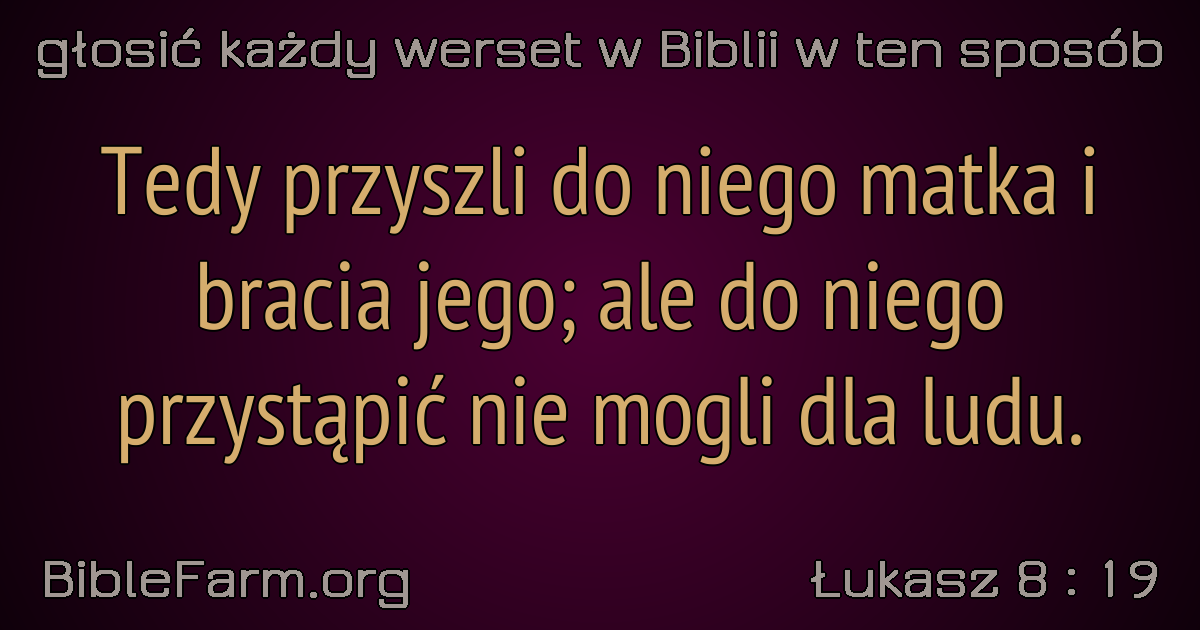 głosić każdy werset w Biblii w ten sposób
Tedy przyszli do niego matka i
bracia jego; ale do niego
przystąpić nie mogli dla ludu.
BibleFarm.org
Łukasz 8 : 19